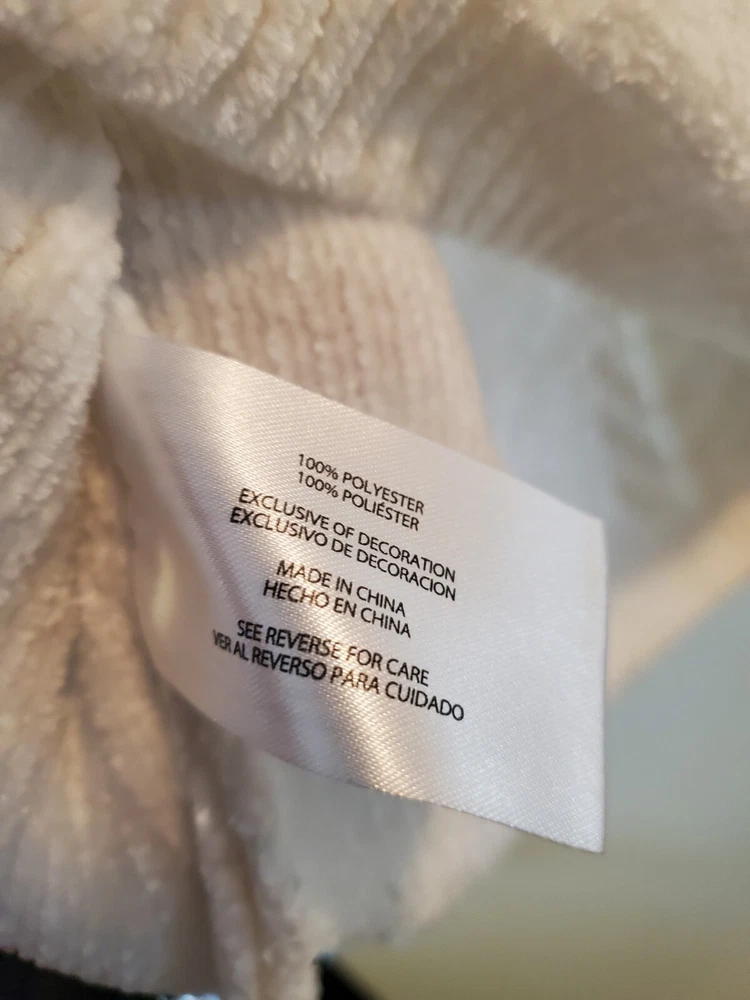 100% POLYESTER
100% POLIÉSTER
EXCLUSIVE OF DECORATION
EXCLUSIVO DE DECORACION
MADE IN CHINA
HECHO EN CHINA
SEE REVERSE FOR CARE
VER AL REVERSO PARA CUIDADO